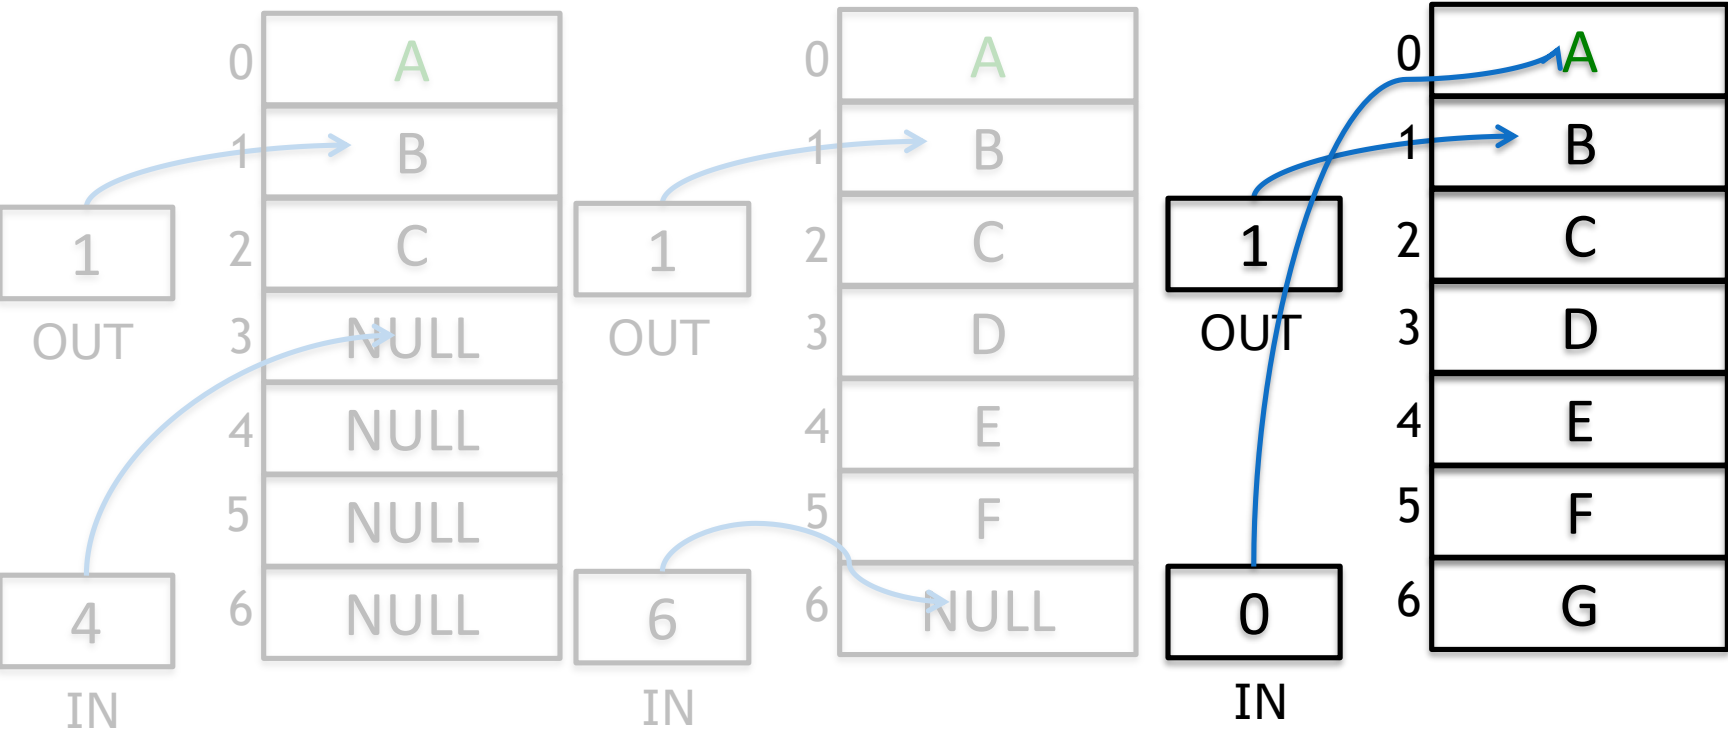 0 A
1 B
2 C
3 NULL
4 NULL
5 NULL
6 NULL
1
OUT
4
IN
0 A
1 B
2 C
3 D
4 E
5 F
6 NULL
1
OUT
6
IN
0 A
1 B
2 C
3 D
4 E
5 F
6 G
1
OUT
0
IN